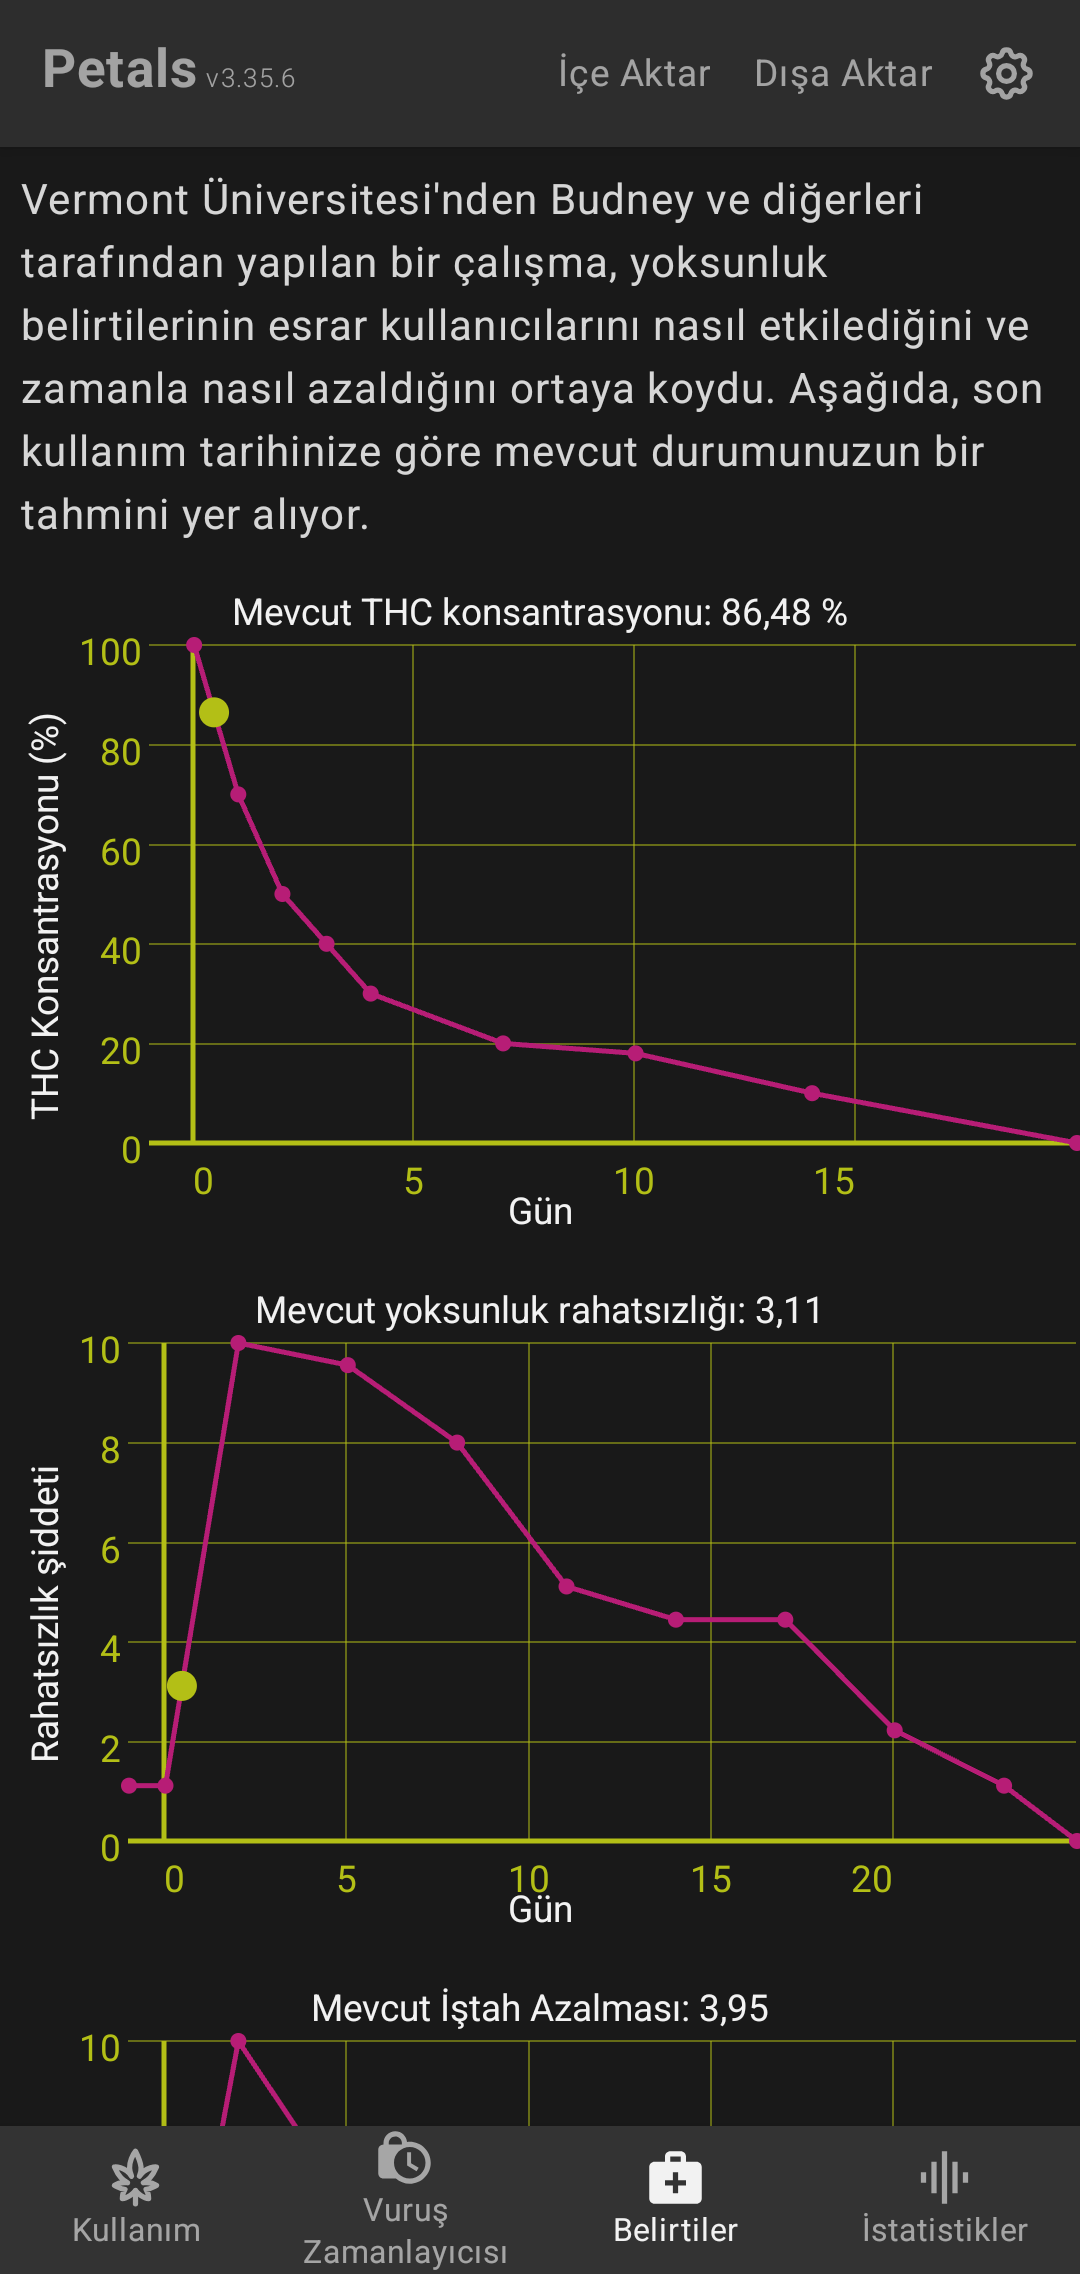 Petals v3.35.6
İçe Aktar
Dışa Aktar
Vermont Üniversitesi'nden Budney ve diğerleri
tarafından yapılan bir çalışma, yoksunluk
belirtilerinin esrar kullanıcılarını nasıl etkilediğini ve
zamanla nasıl azaldığını ortaya koydu. Aşağıda, son
kullanım tarihinize göre mevcut durumunuzun bir
tahmini yer alıyor.
Mevcut THC konsantrasyonu: 86,48 %
THC Konsantrasyonu (%)
100
80
60
40
20
0
0 5 10 15
Gün
Mevcut yoksunluk rahatsızlığı: 3,11
Rahatsızlık şiddeti
10
8
6
4
2
0
0 5 10 15 20
Gün
Mevcut İştah Azalması: 3,95
10
Kullanım
Vuruş
Zamanlayıcısı
Belirtiler
İstatistikler